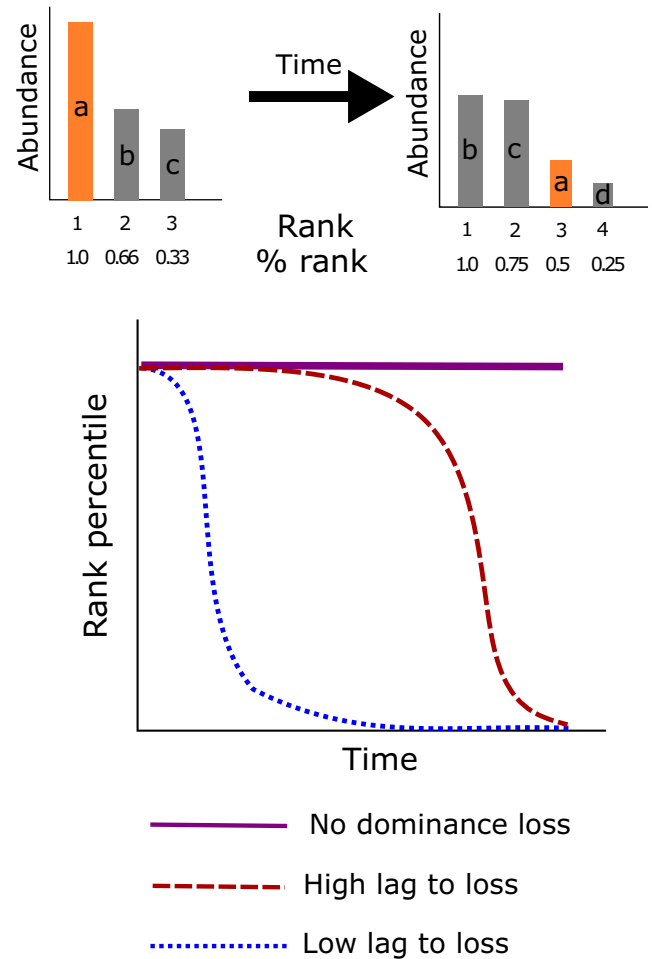 Abundance
a
b
c
1 2 3
1.0 0.66 0.33
Time
Rank
% rank
Abundance
b
c
a
d
1 2 3 4
1.0 0.75 0.5 0.25
Rank percentile
Time
No dominance loss
High lag to loss
Low lag to loss